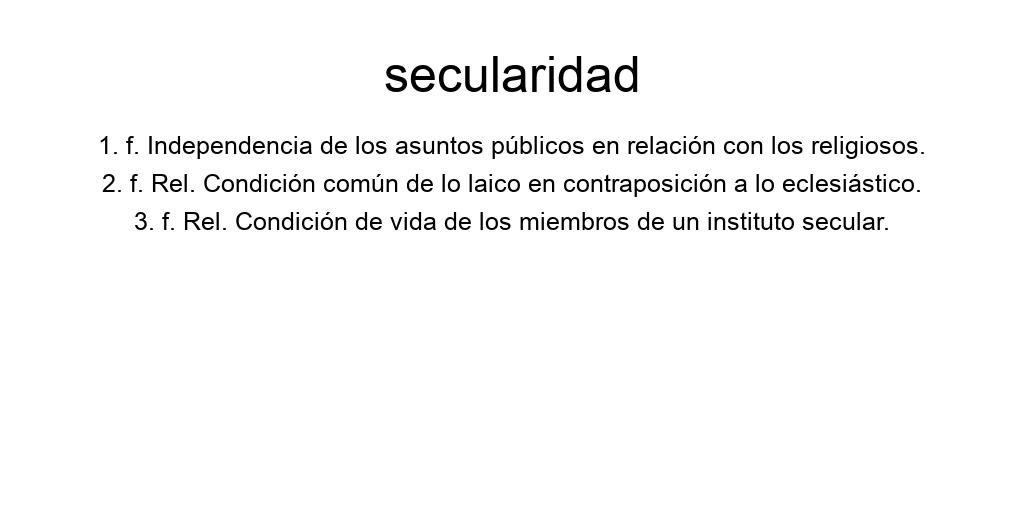 secularidad
1. f. Independencia de los asuntos públicos en relación con los religiosos.
2. f. Rel. Condición común de lo laico en contraposición a lo eclesiástico.
3. f. Rel. Condición de vida de los miembros de un instituto secular.